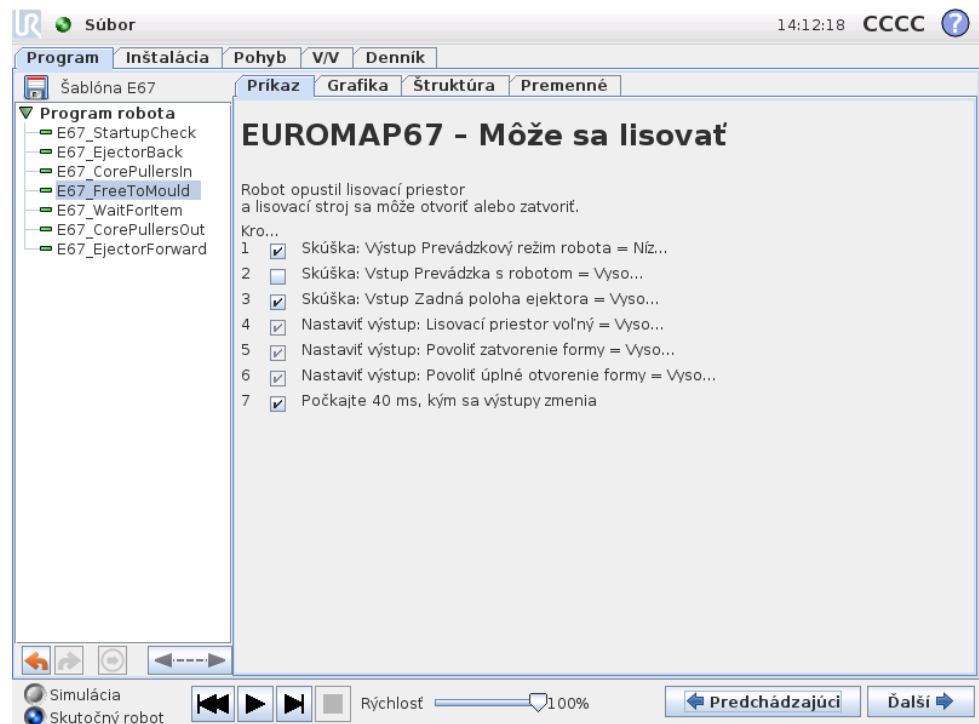 UR Súbor 14:12:18 CCCC ?
Program Inštalácia Pohyb V/V Denník
Šablóna E67
Program robota
E67_StartupCheck
E67_EjectorBack
E67_CorePullersIn
E67_FreeToMould
E67_WaitForItem
E67_CorePullersOut
E67_EjectorForward
Príkaz Grafika Štruktúra Premenné
EUROMAP67 – Môže sa lisovať
Robot opustil lisovací priestor
a lisovací stroj sa môže otvoriť alebo zatvoriť.
Kro...
1 Skúška: Výstup Prevádzkový režim robota = Níz...
2 Skúška: Vstup Prevádzka s robotom = Vyso...
3 Skúška: Vstup Zadná poloha ejektora = Vyso...
4 Nastaviť výstup: Lisovací priestor voľný = Vyso...
5 Nastaviť výstup: Povoliť zatvorenie formy = Vyso...
6 Nastaviť výstup: Povoliť úplné otvorenie formy = Vyso...
7 Počkajte 40 ms, kým sa výstupy zmenia
Simulácia
Skutočný robot
Rýchlosť 100%
Predchádzajúci Ďalší